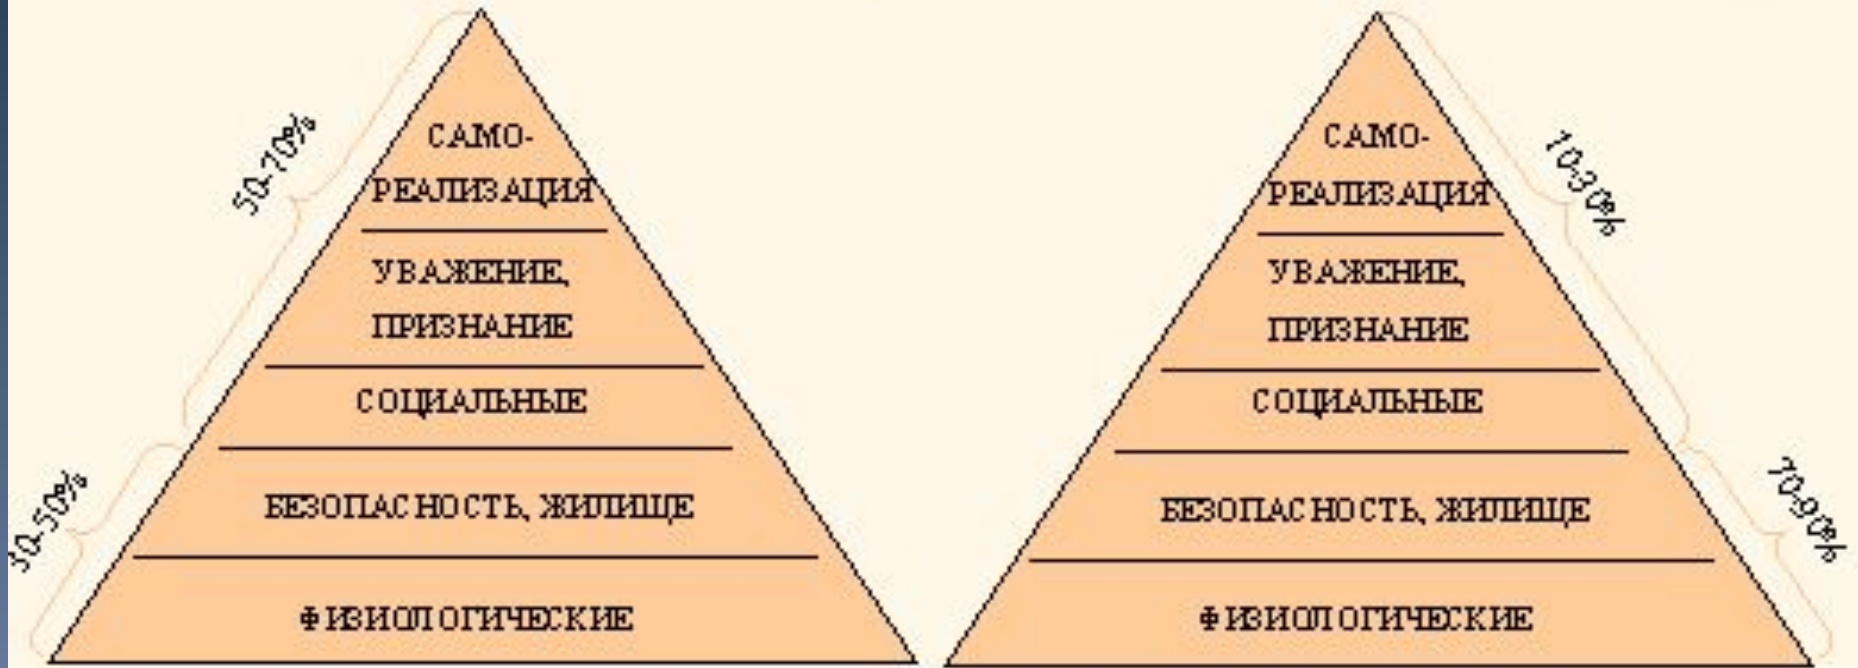 50-70%
САМО-
РЕАЛИЗАЦИЯ
УВАЖЕНИЕ,
ПРИЗНАНИЕ
СОЦИАЛЬНЫЕ
30-50%
БЕЗОПАСНОСТЬ, ЖИЛИЩЕ
ФИЗИОЛОГИЧЕСКИЕ
10-30%
САМО-
РЕАЛИЗАЦИЯ
УВАЖЕНИЕ,
ПРИЗНАНИЕ
СОЦИАЛЬНЫЕ
70-90%
БЕЗОПАСНОСТЬ, ЖИЛИЩЕ
ФИЗИОЛОГИЧЕСКИЕ